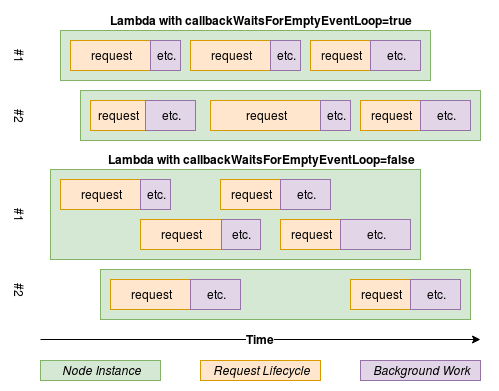 Lambda with callbackWaitsForEmptyEventLoop=true
#1
request etc. request etc. request etc.
#2
request etc. request etc. request etc.
Lambda with callbackWaitsForEmptyEventLoop=false
#1
request etc. request etc.
request etc. request etc.
#2
request etc. request etc.
Time
Node Instance Request Lifecycle Background Work